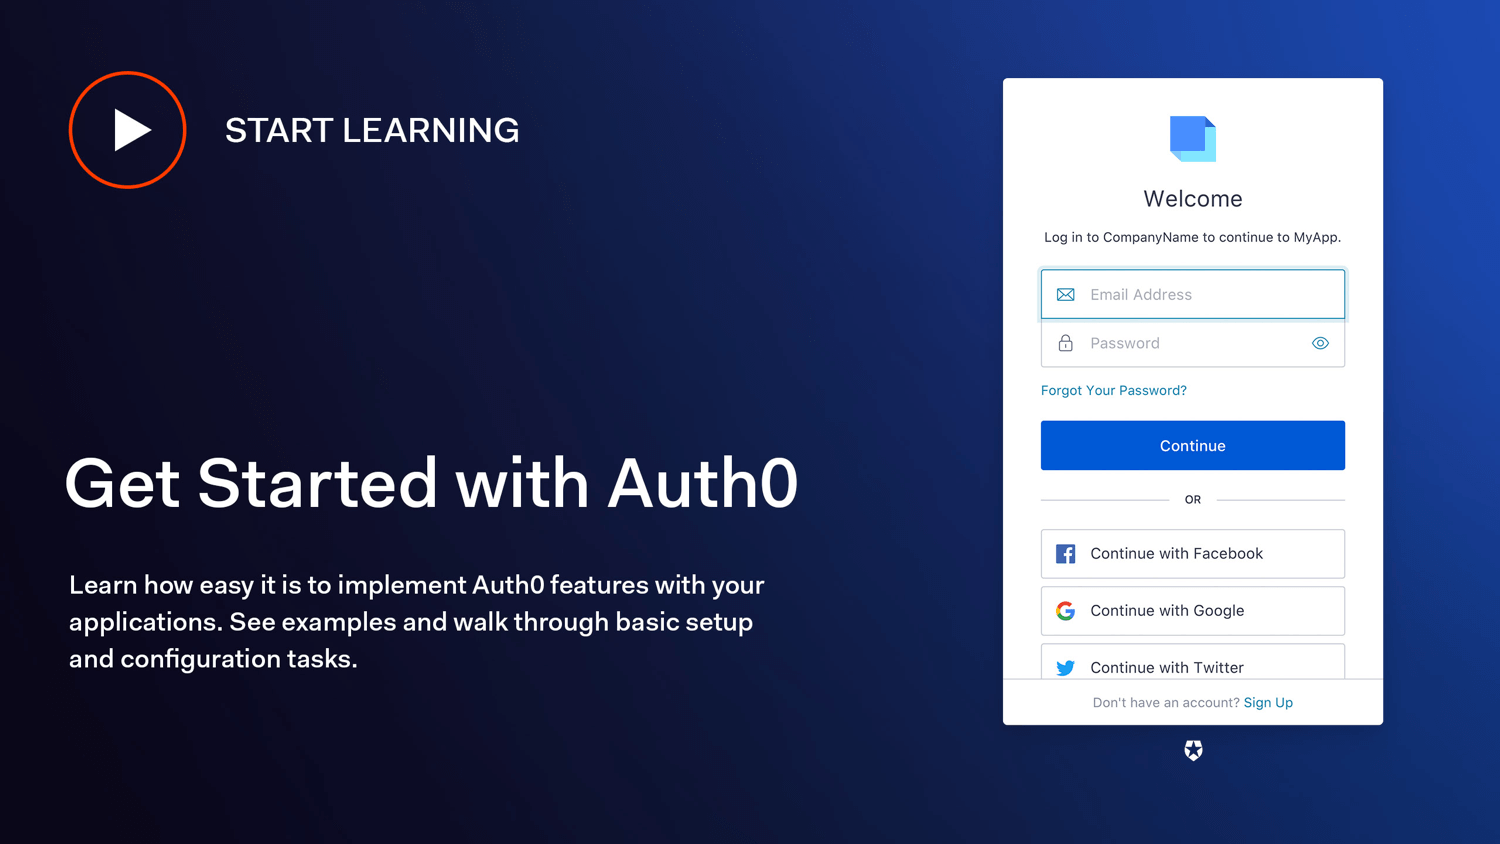 START LEARNING
Get Started with Auth0
Learn how easy it is to implement Auth0 features with your
applications. See examples and walk through basic setup
and configuration tasks.
Welcome
Log in to CompanyName to continue to MyApp.
Email Address
Password
Forgot Your Password?
Continue
OR
Continue with Facebook
Continue with Google
Continue with Twitter
Don't have an account? Sign Up